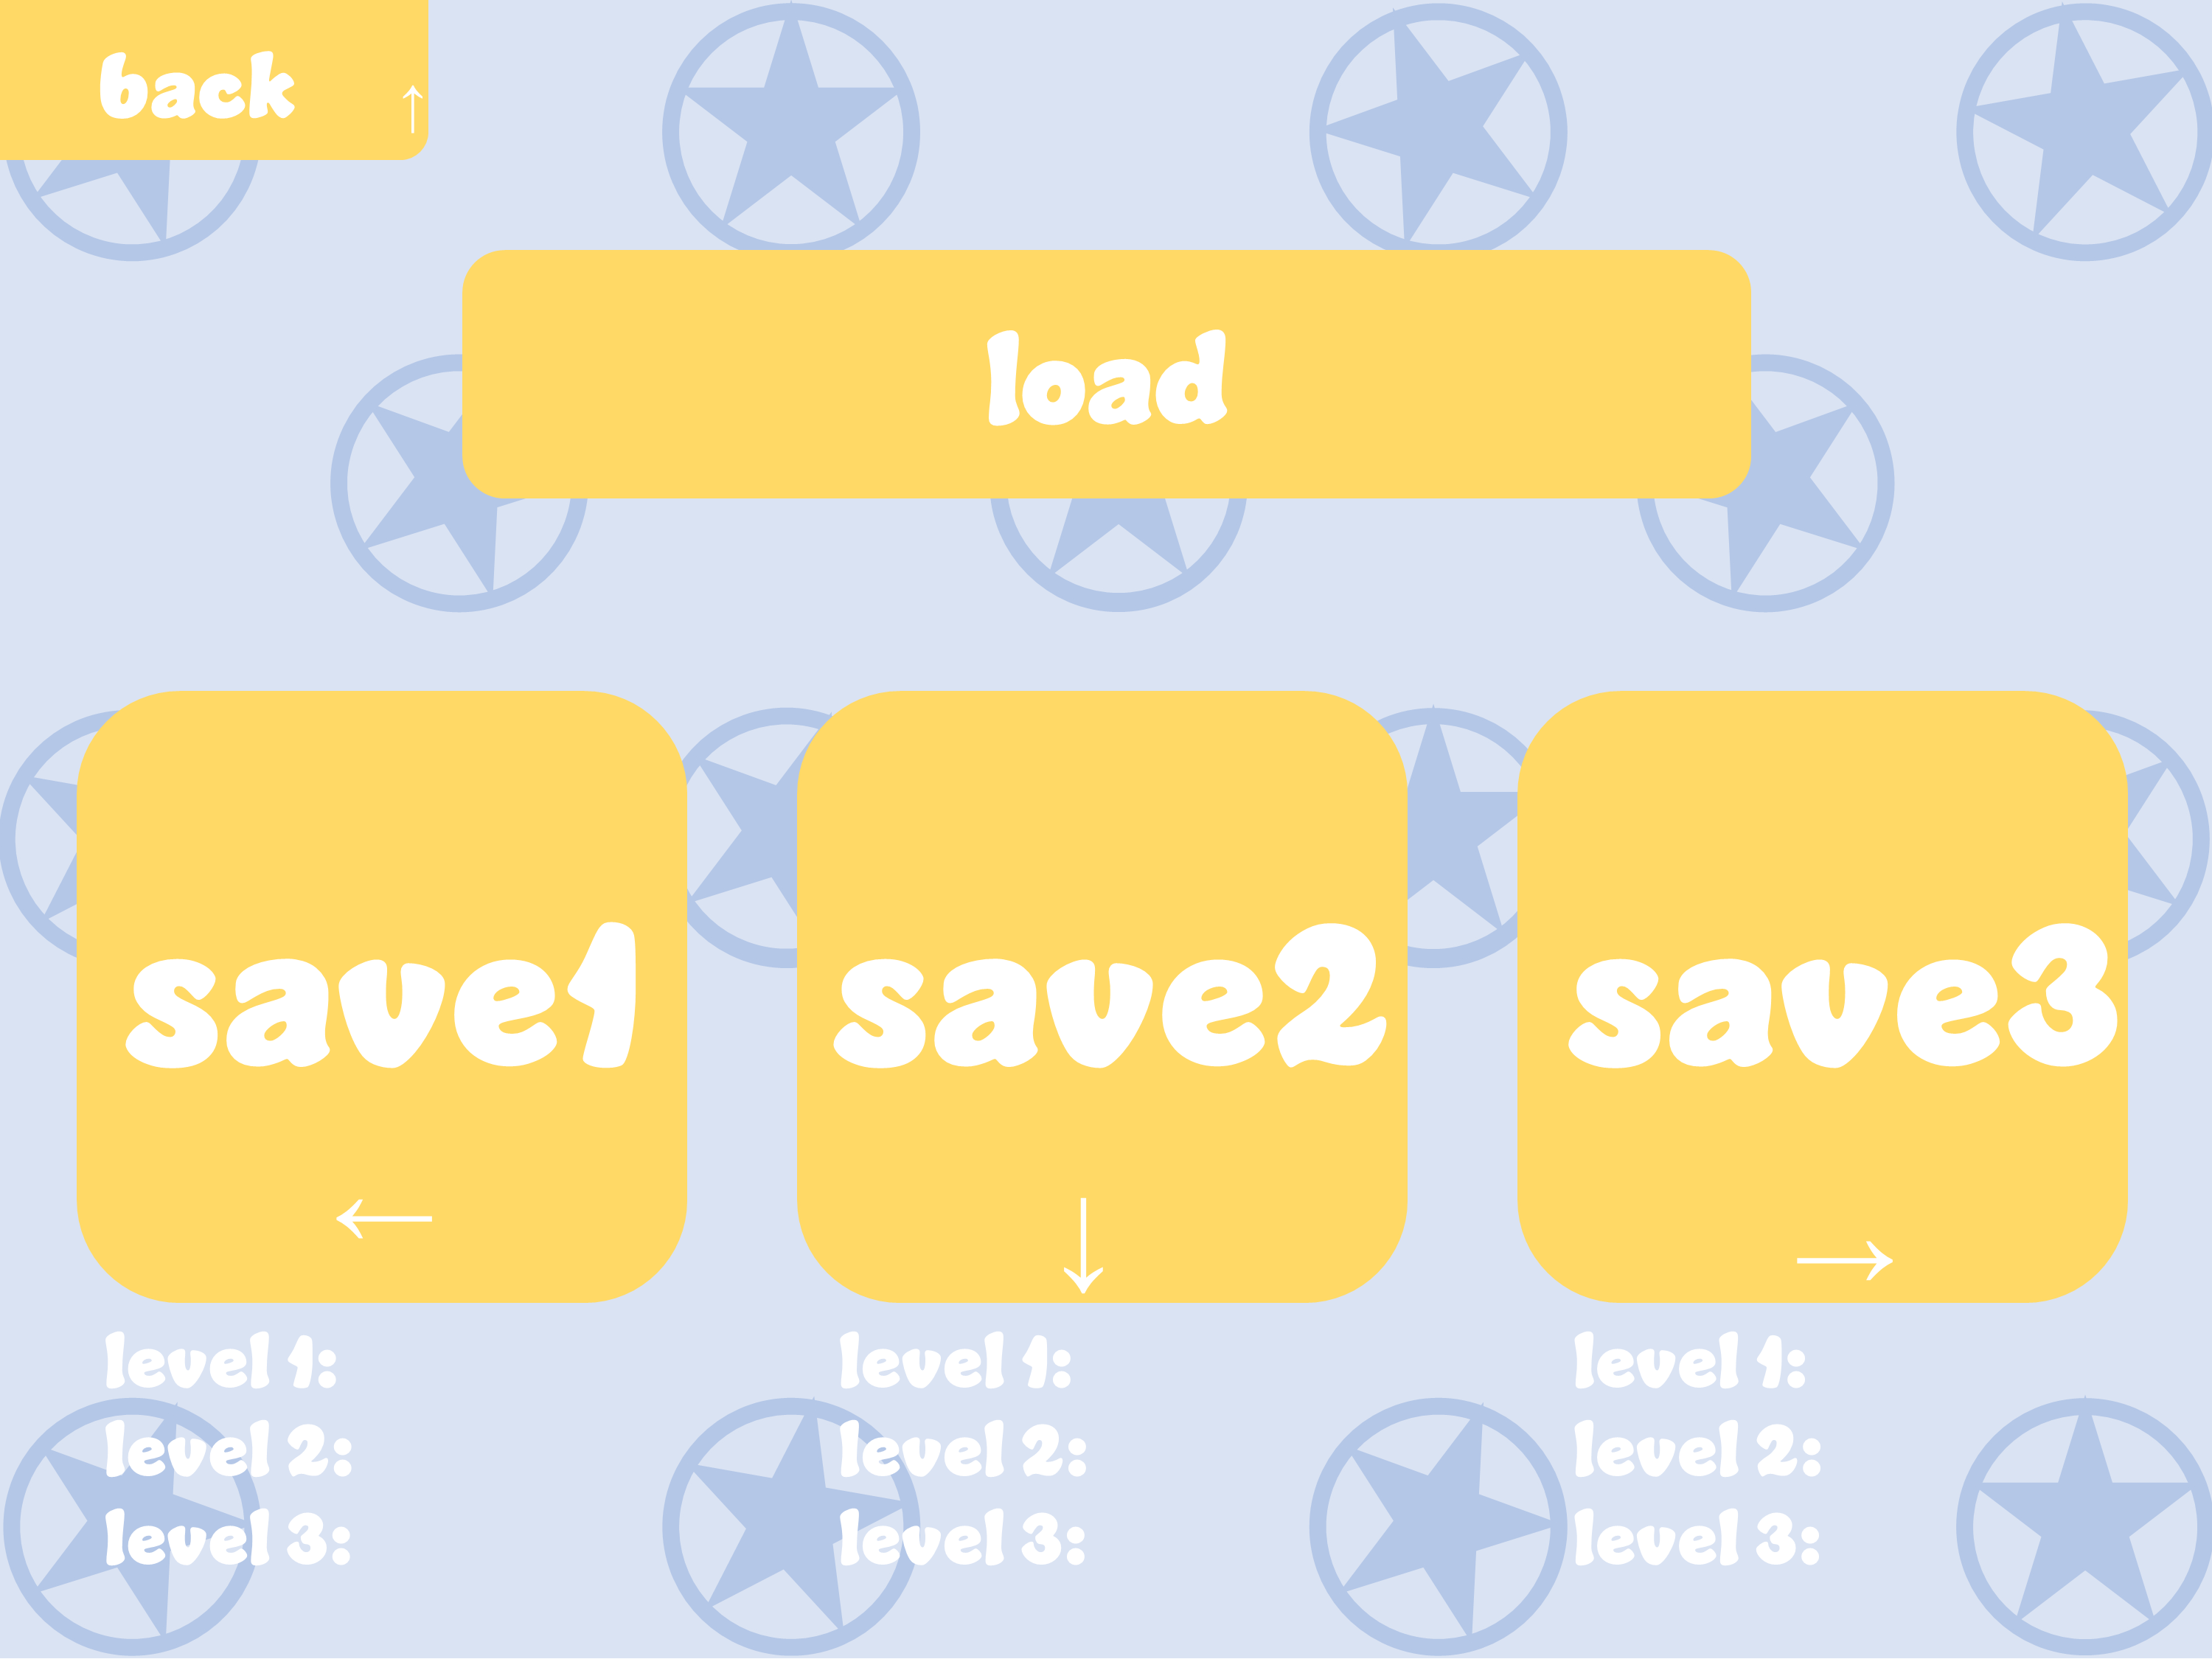 back ↑
load
save1
←
save2
↓
save3
→
level 1:
level 2:
level 3:
level 1:
level 2:
level 3:
level 1:
level 2:
level 3: